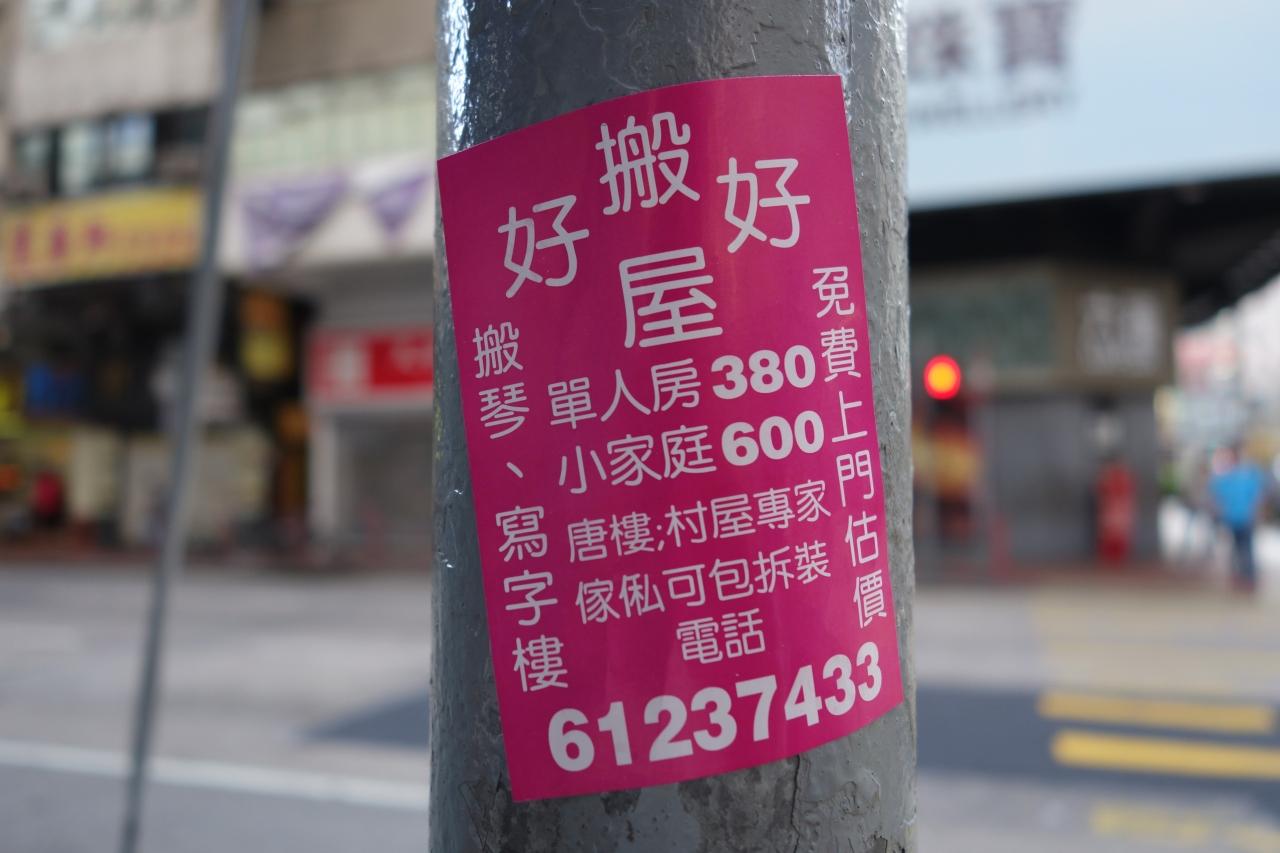 好搬好
屋
免費上門估價
搬琴、寫字樓
單人房380
小家庭600
唐樓;村屋專家
傢俬可包拆裝
電話
61237433
珠寶